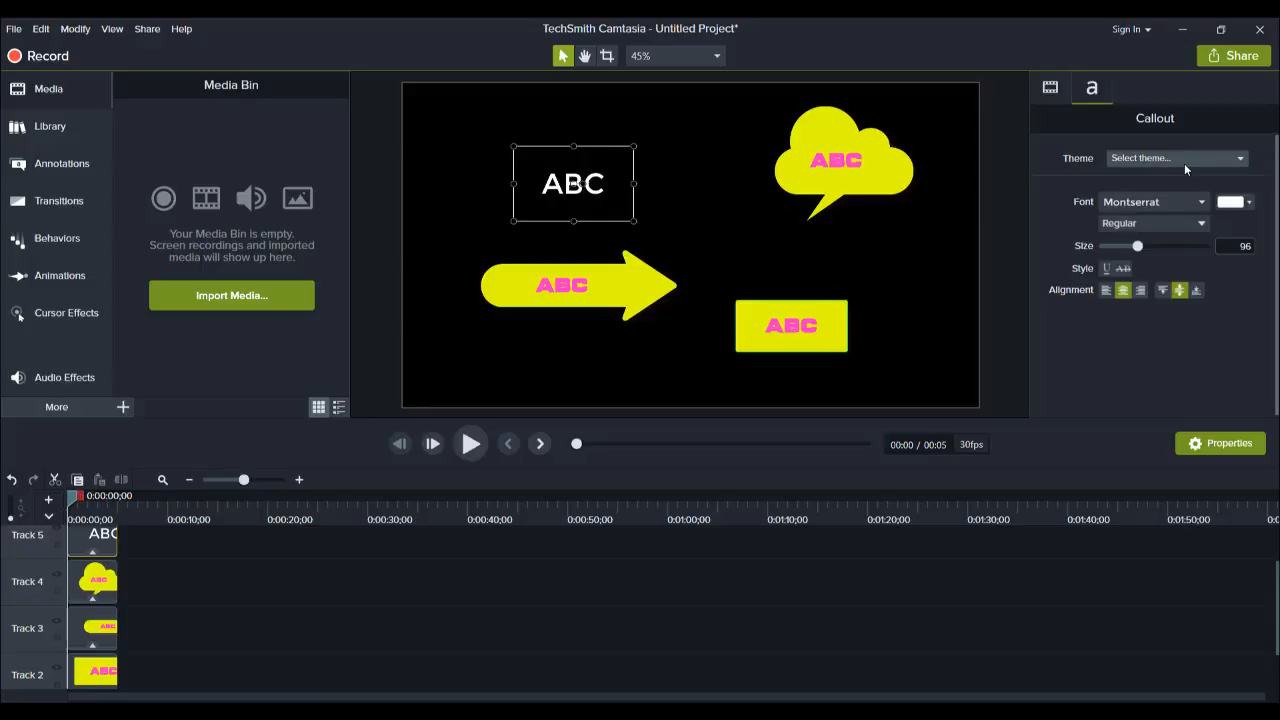 TechSmith Camtasia - Untitled Project*
File Edit Modify View Share Help
Sign In
Record
45%
Share
Media
Library
Annotations
Transitions
Behaviors
Animations
Cursor Effects
Audio Effects
More
Media Bin
Your Media Bin is empty.
Screen recordings and imported
media will show up here.
Import Media...
ABC
ABC
ABC
ABC
a
Callout
Theme Select theme...
Font Montserrat
Regular
Size 96
Style U AB
Alignment
00:00 / 00:05 30fps
Properties
0:00:00;00
0:00:00;00 0:00:10;00 0:00:20;00 0:00:30;00 0:00:40;00 0:00:50;00 0:01:00;00 0:01:10;00 0:01:20;00 0:01:30;00 0:01:40;00 0:01:50;00
Track 5 ABC
Track 4 ABC
Track 3 ABC
Track 2 ABC